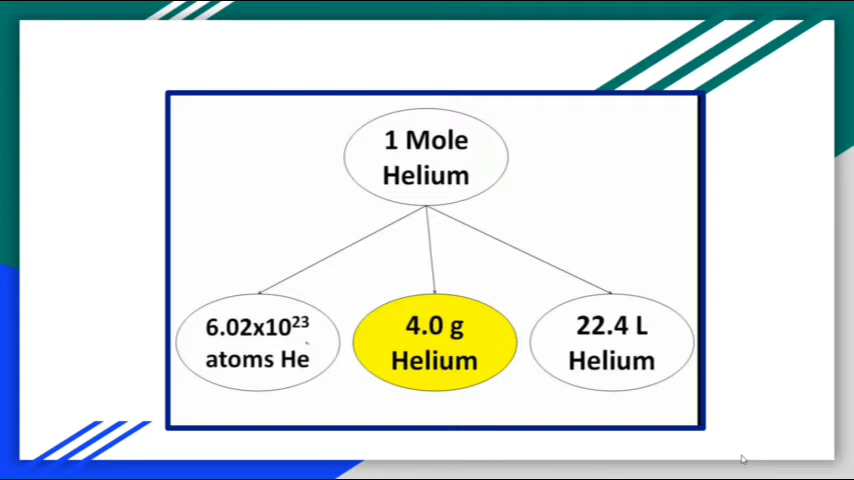 1 Mole
Helium
6.02x10²³
atoms He
4.0 g
Helium
22.4 L
Helium